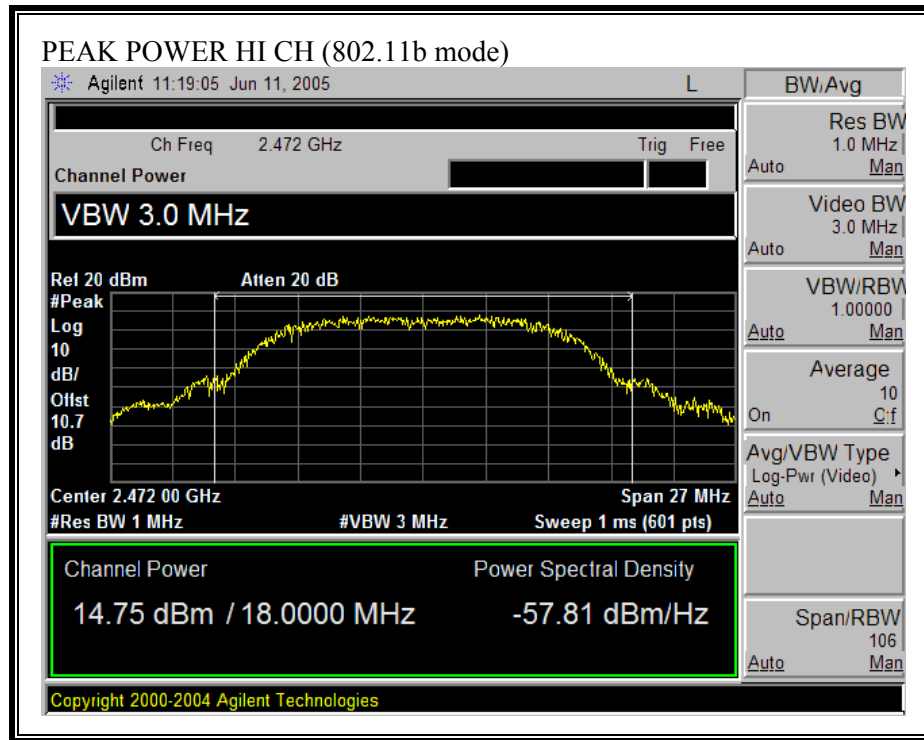 PEAK POWER HI CH (802.11b mode)
Agilent 11:19:05 Jun 11, 2005 L
BW/Avg
Ch Freq 2.472 GHz Trig Free
Channel Power
VBW 3.0 MHz
Ref 20 dBm Atten 20 dB
#Peak
Log
10
dB/
Offst
10.7
dB
Center 2.472 00 GHz Span 27 MHz
#Res BW 1 MHz #VBW 3 MHz Sweep 1 ms (601 pts)
Channel Power Power Spectral Density
14.75 dBm / 18.0000 MHz -57.81 dBm/Hz
Copyright 2000-2004 Agilent Technologies
Res BW
1.0 MHz
Auto Man
Video BW
3.0 MHz
Auto Man
VBW/RBW
1.00000
Auto Man
Average
10
On Off
Avg/VBW Type
Log-Pwr (Video)
Auto Man
Span/RBW
106
Auto Man